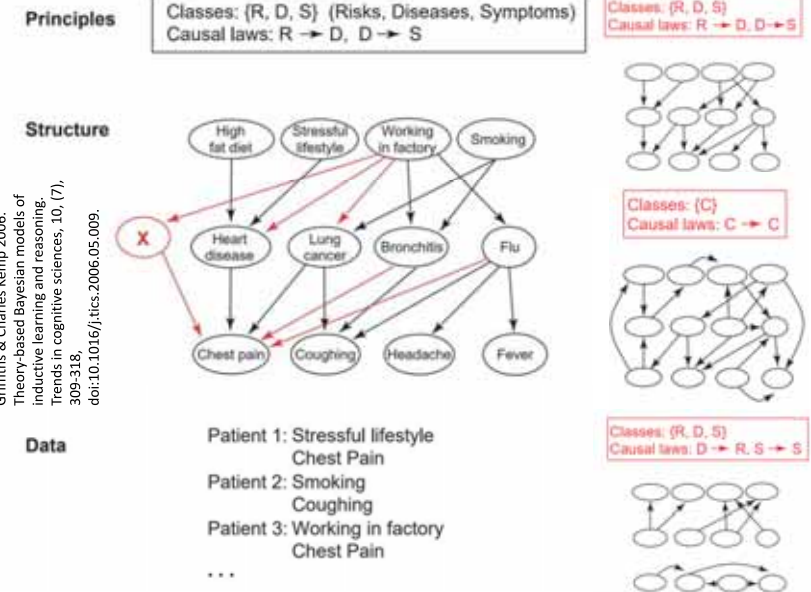 Principles
Classes: {R, D, S} (Risks, Diseases, Symptoms)
Causal laws: R → D, D → S
Structure
High
fat diet
Stressful
lifestyle
Working
in factory
Smoking
X
Heart
disease
Lung
cancer
Bronchitis
Flu
Chest pain
Coughing
Headache
Fever
Data
Patient 1: Stressful lifestyle
Chest Pain
Patient 2: Smoking
Coughing
Patient 3: Working in factory
Chest Pain
...
Classes: {R, D, S}
Causal laws: R → D, D → S
Classes: {C}
Causal laws: C → C
Classes: {R, D, S}
Causal laws: D → R, S → S
Griffiths & Charles Kemp 2006.
Theory-based Bayesian models of
inductive learning and reasoning.
Trends in cognitive sciences, 10, (7),
309-318,
doi:10.1016/j.tics.2006.05.009.